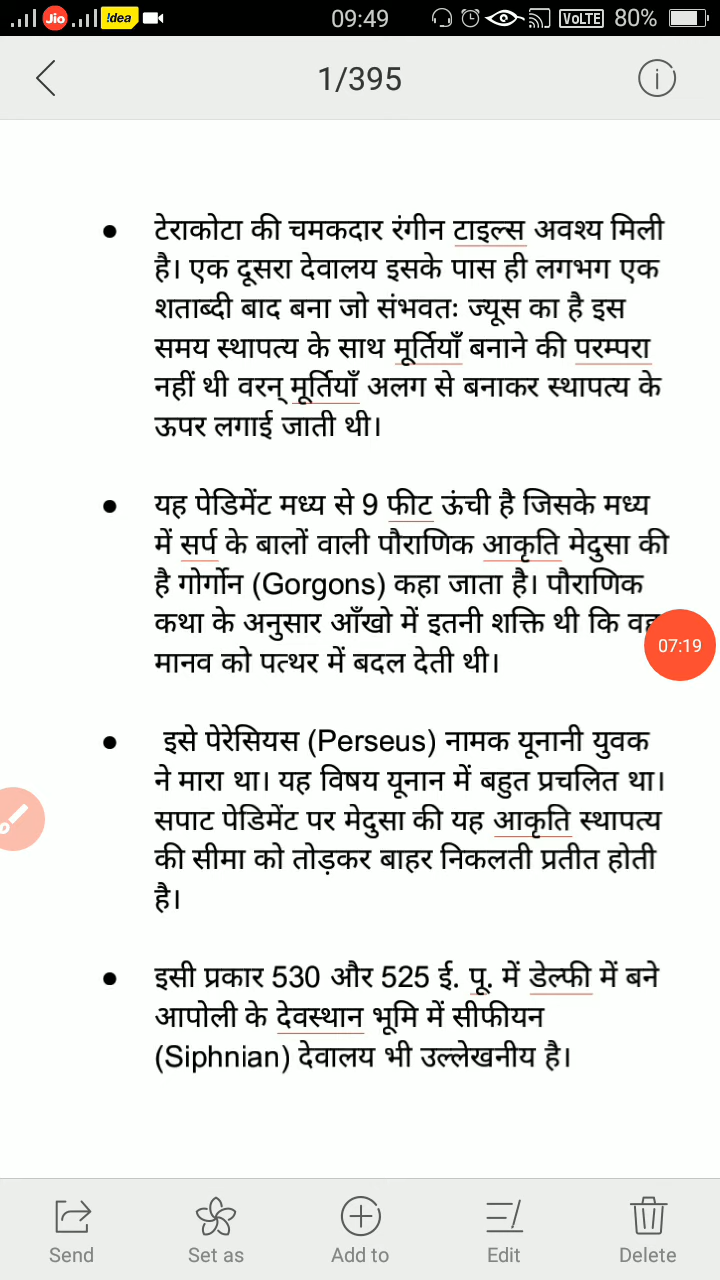 Jio
!dea
09:49
VoLTE
80%
1/395
● टेराकोटा की चमकदार रंगीन टाइल्स अवश्य मिली
है। एक दूसरा देवालय इसके पास ही लगभग एक
शताब्दी बाद बना जो संभवतः ज्यूस का है इस
समय स्थापत्य के साथ मूर्तियाँ बनाने की परम्परा
नहीं थी वरन् मूर्तियाँ अलग से बनाकर स्थापत्य के
ऊपर लगाई जाती थी।
● यह पेडिमेंट मध्य से 9 फीट ऊंची है जिसके मध्य
में सर्प के बालों वाली पौराणिक आकृति मेदुसा की
है गोर्गोन (Gorgons) कहा जाता है। पौराणिक
कथा के अनुसार आँखो में इतनी शक्ति थी कि वह
मानव को पत्थर में बदल देती थी।
07:19
● इसे पेरेसियस (Perseus) नामक यूनानी युवक
ने मारा था। यह विषय यूनान में बहुत प्रचलित था।
सपाट पेडिमेंट पर मेदुसा की यह आकृति स्थापत्य
की सीमा को तोड़कर बाहर निकलती प्रतीत होती
है।
● इसी प्रकार 530 और 525 ई. पू. में डेल्फी में बने
आपोली के देवस्थान भूमि में सीफीयन
(Siphnian) देवालय भी उल्लेखनीय है।
Send
Set as
Add to
Edit
Delete